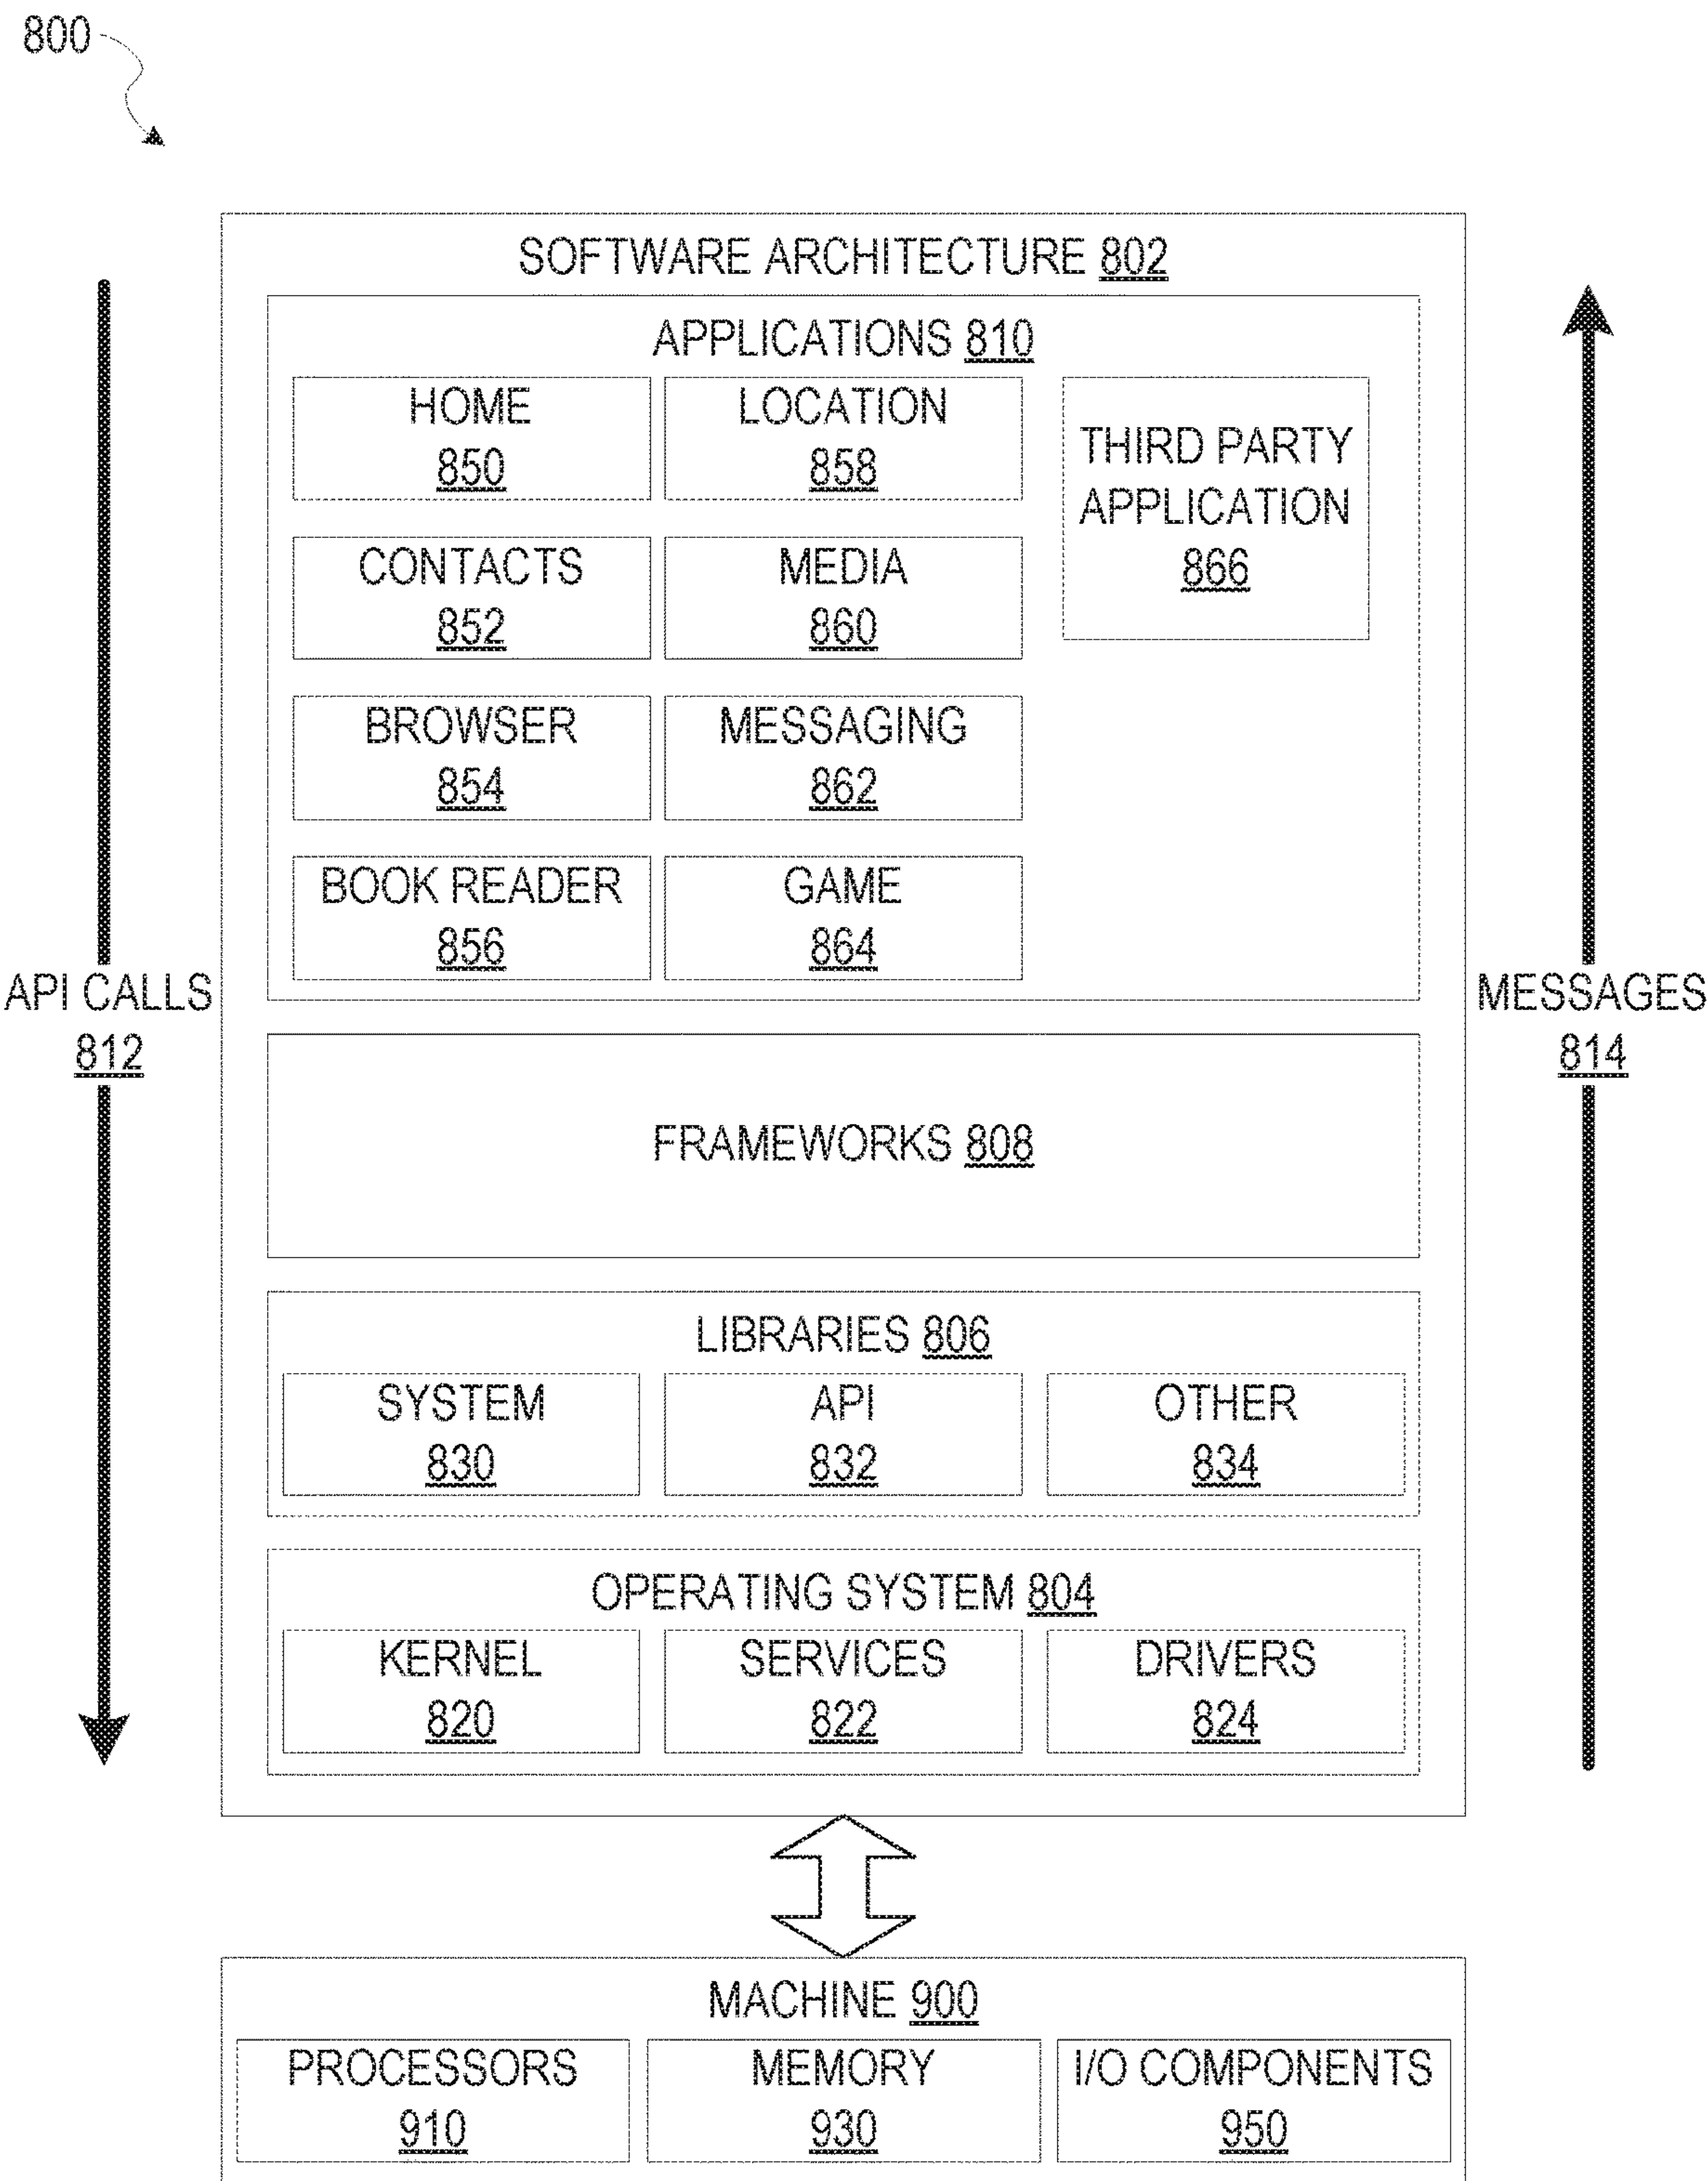 800
SOFTWARE ARCHITECTURE 802
APPLICATIONS 810
HOME
850
LOCATION
858
THIRD PARTY
APPLICATION
866
CONTACTS
852
MEDIA
860
BROWSER
854
MESSAGING
862
BOOK READER
856
GAME
864
API CALLS
812
MESSAGES
814
FRAMEWORKS 808
LIBRARIES 806
SYSTEM
830
API
832
OTHER
834
OPERATING SYSTEM 804
KERNEL
820
SERVICES
822
DRIVERS
824
MACHINE 900
PROCESSORS
910
MEMORY
930
I/O COMPONENTS
950